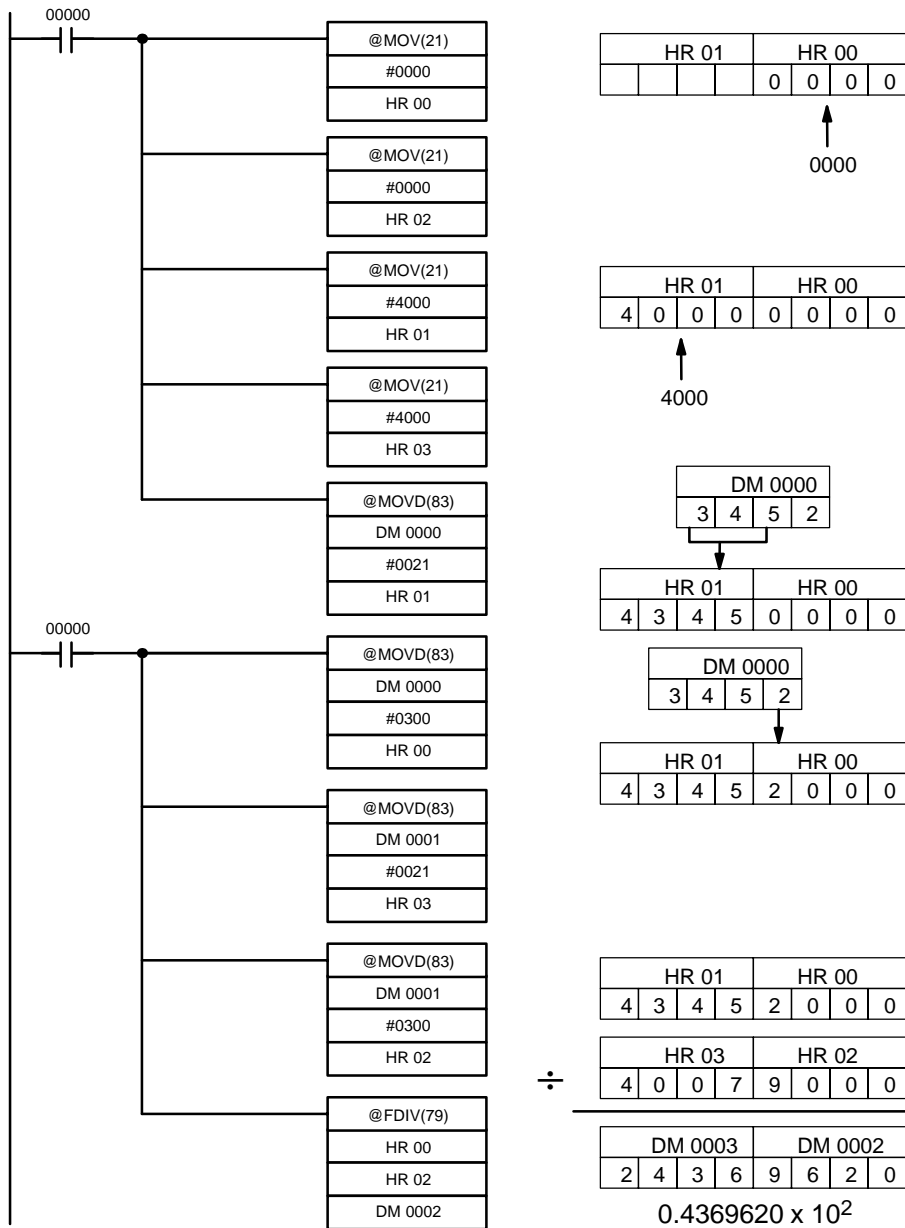 00000
@MOV(21)
#0000
HR 00
@MOV(21)
#0000
HR 02
@MOV(21)
#4000
HR 01
@MOV(21)
#4000
HR 03
@MOVD(83)
DM 0000
#0021
HR 01
00000
@MOVD(83)
DM 0000
#0300
HR 00
@MOVD(83)
DM 0001
#0021
HR 03
@MOVD(83)
DM 0001
#0300
HR 02
@FDIV(79)
HR 00
HR 02
DM 0002
HR 01 HR 00
0 0 0 0
0000
HR 01 HR 00
4 0 0 0 0 0 0 0
4000
DM 0000
3 4 5 2
HR 01 HR 00
4 3 4 5 0 0 0 0
DM 0000
3 4 5 2
HR 01 HR 00
4 3 4 5 2 0 0 0
HR 01 HR 00
4 3 4 5 2 0 0 0
HR 03 HR 02
÷ 4 0 0 7 9 0 0 0
DM 0003 DM 0002
2 4 3 6 9 6 2 0
0.4369620 x 10²